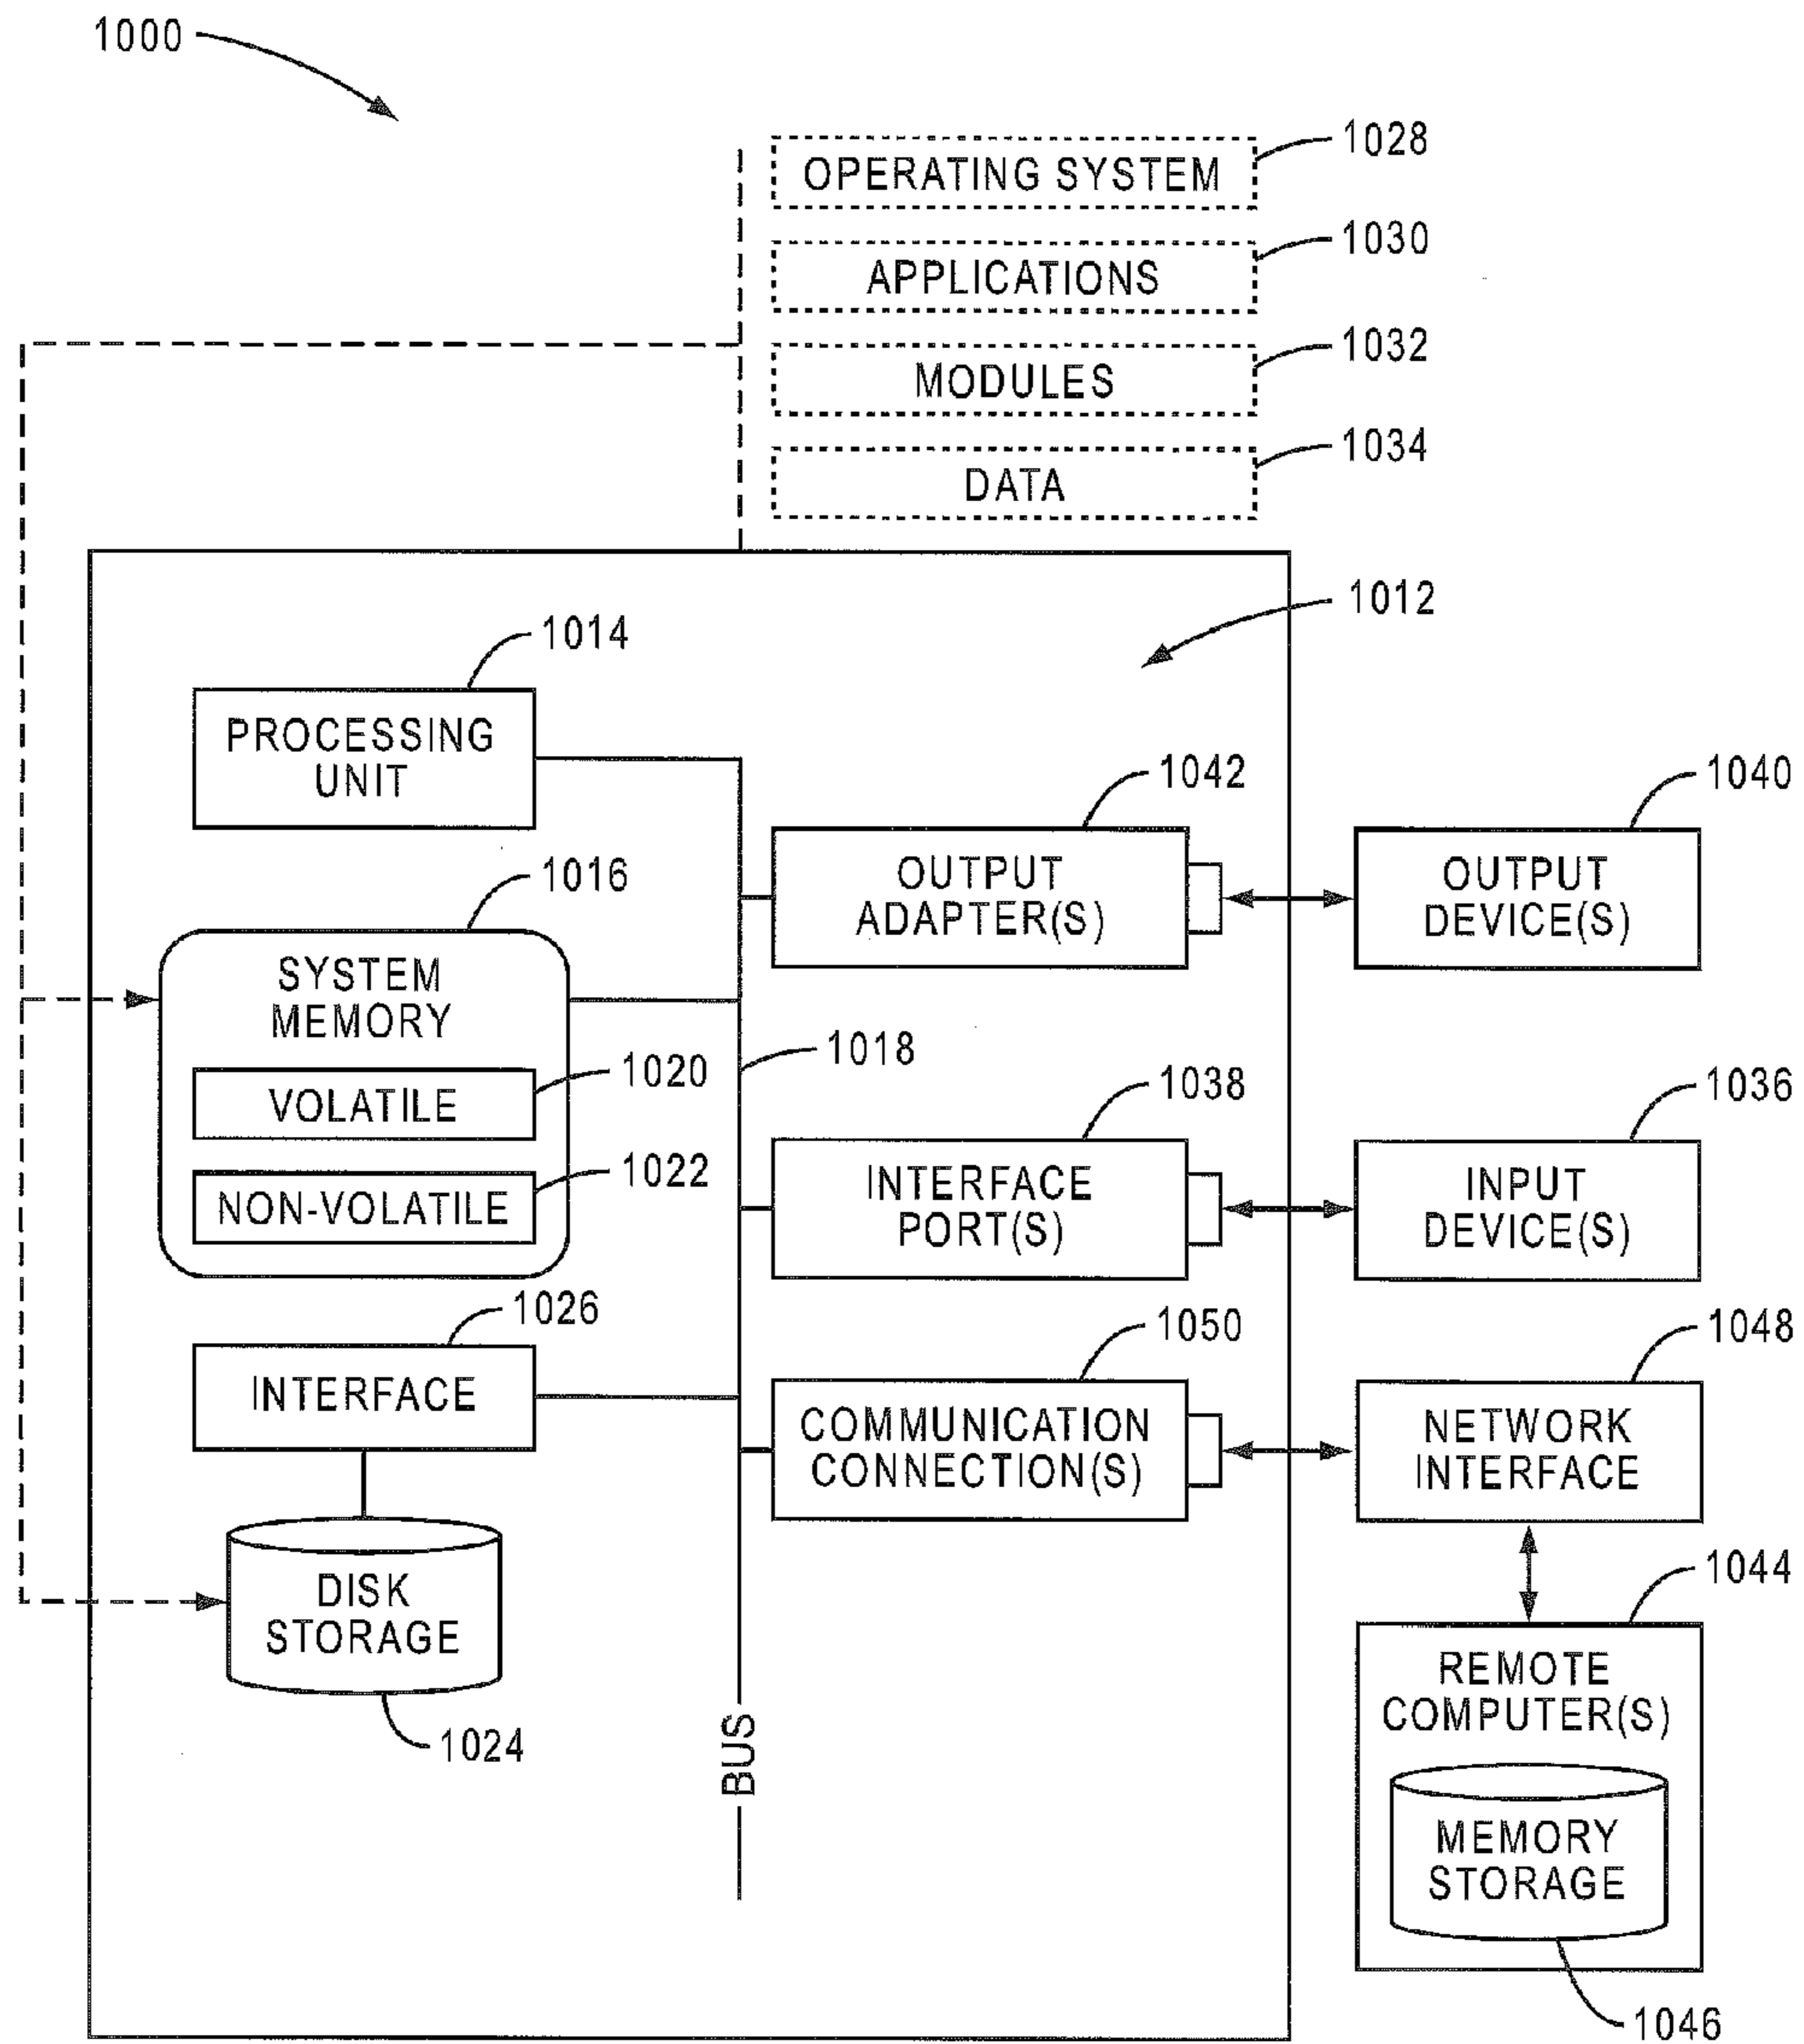 1000
OPERATING SYSTEM
1028
APPLICATIONS
1030
MODULES
1032
DATA
1034
1012
1014
PROCESSING
UNIT
1042
OUTPUT
ADAPTER(S)
1040
OUTPUT
DEVICE(S)
1016
SYSTEM
MEMORY
VOLATILE
1020
NON-VOLATILE
1022
1018
1038
INTERFACE
PORT(S)
1036
INPUT
DEVICE(S)
1026
INTERFACE
1050
COMMUNICATION
CONNECTION(S)
1048
NETWORK
INTERFACE
DISK
STORAGE
1024
BUS
1044
REMOTE
COMPUTER(S)
MEMORY
STORAGE
1046